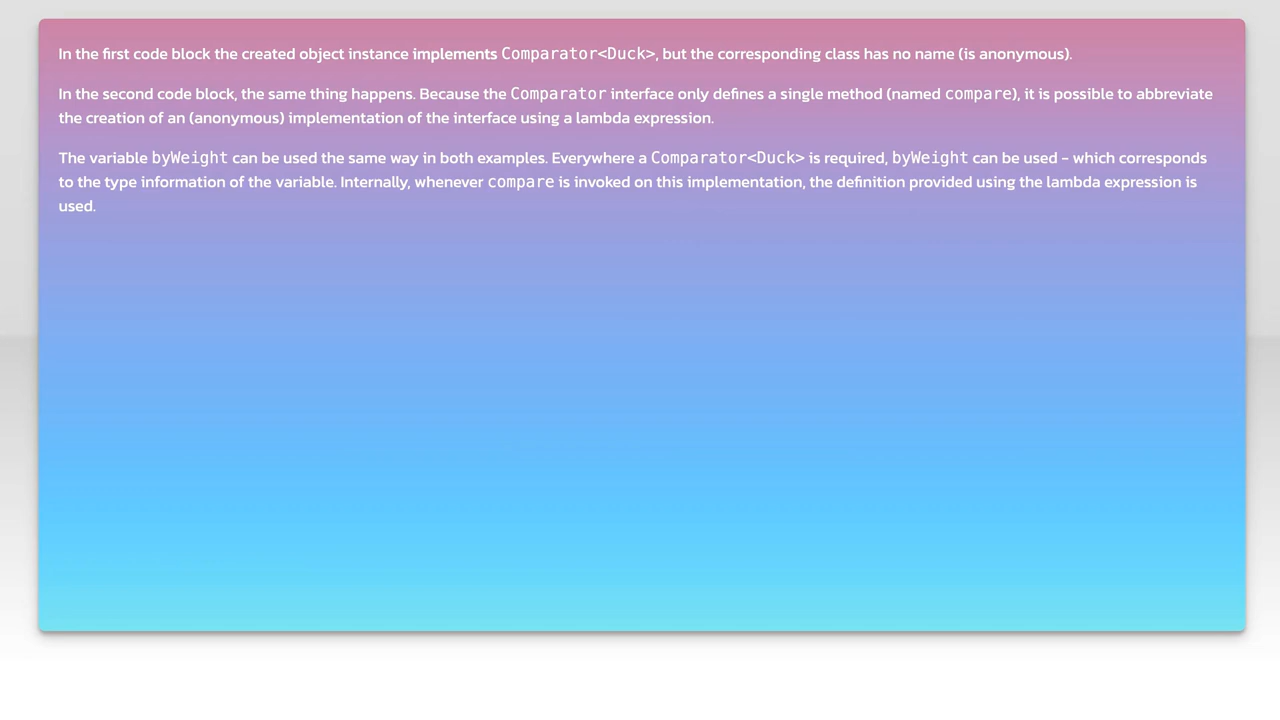 In the first code block the created object instance implements Comparator<Duck>, but the corresponding class has no name (is anonymous).
In the second code block, the same thing happens. Because the Comparator interface only defines a single method (named compare), it is possible to abbreviate
the creation of an (anonymous) implementation of the interface using a lambda expression.
The variable byWeight can be used the same way in both examples. Everywhere a Comparator<Duck> is required, byWeight can be used – which corresponds
to the type information of the variable. Internally, whenever compare is invoked on this implementation, the definition provided using the lambda expression is
used.